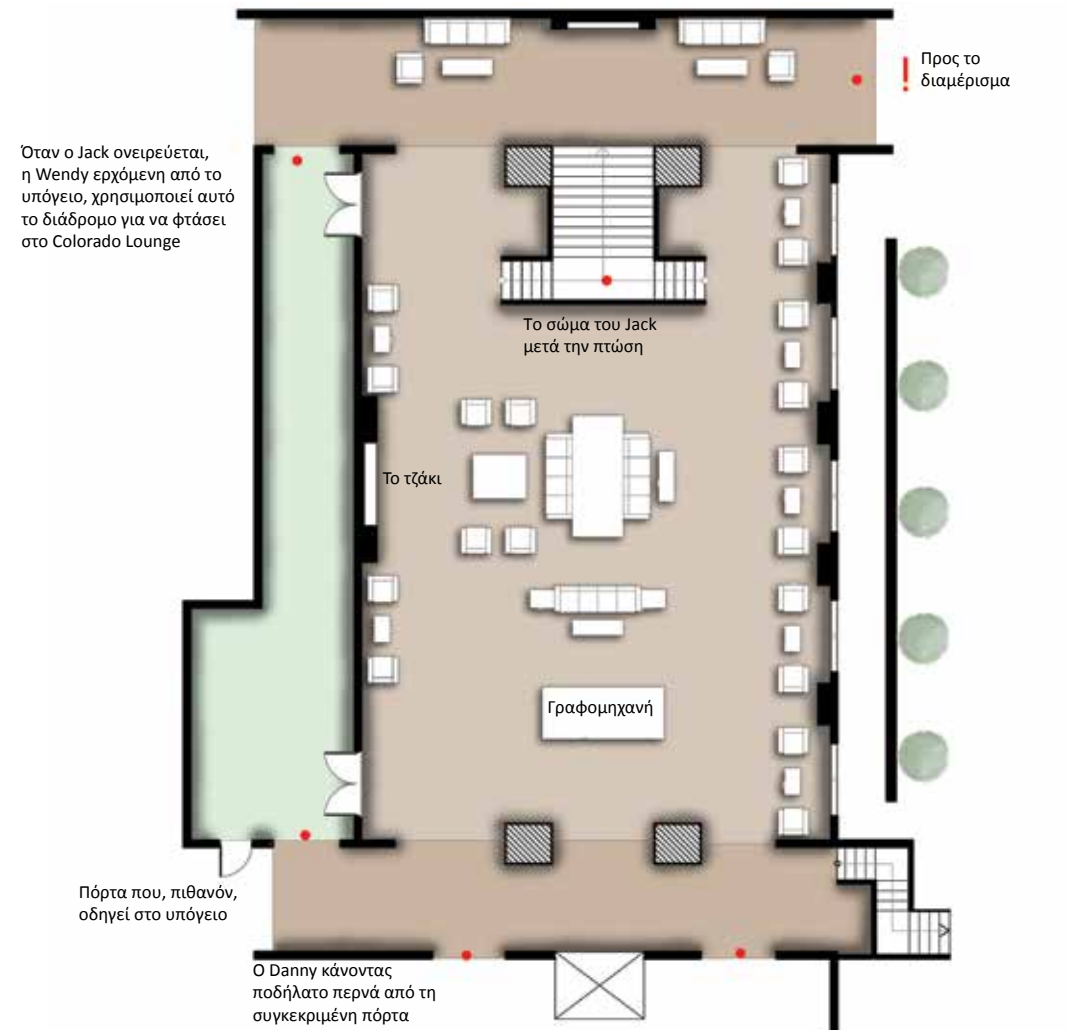 Προς το
διαμέρισμα
Όταν ο Jack ονειρεύεται,
η Wendy ερχόμενη από το
υπόγειο, χρησιμοποιεί αυτό
το διάδρομο για να φτάσει
στο Colorado Lounge
Το σώμα του Jack
μετά την πτώση
Το τζάκι
Γραφομηχανή
Πόρτα που, πιθανόν,
οδηγεί στο υπόγειο
Ο Danny κάνοντας
ποδήλατο περνά από τη
συγκεκριμένη πόρτα